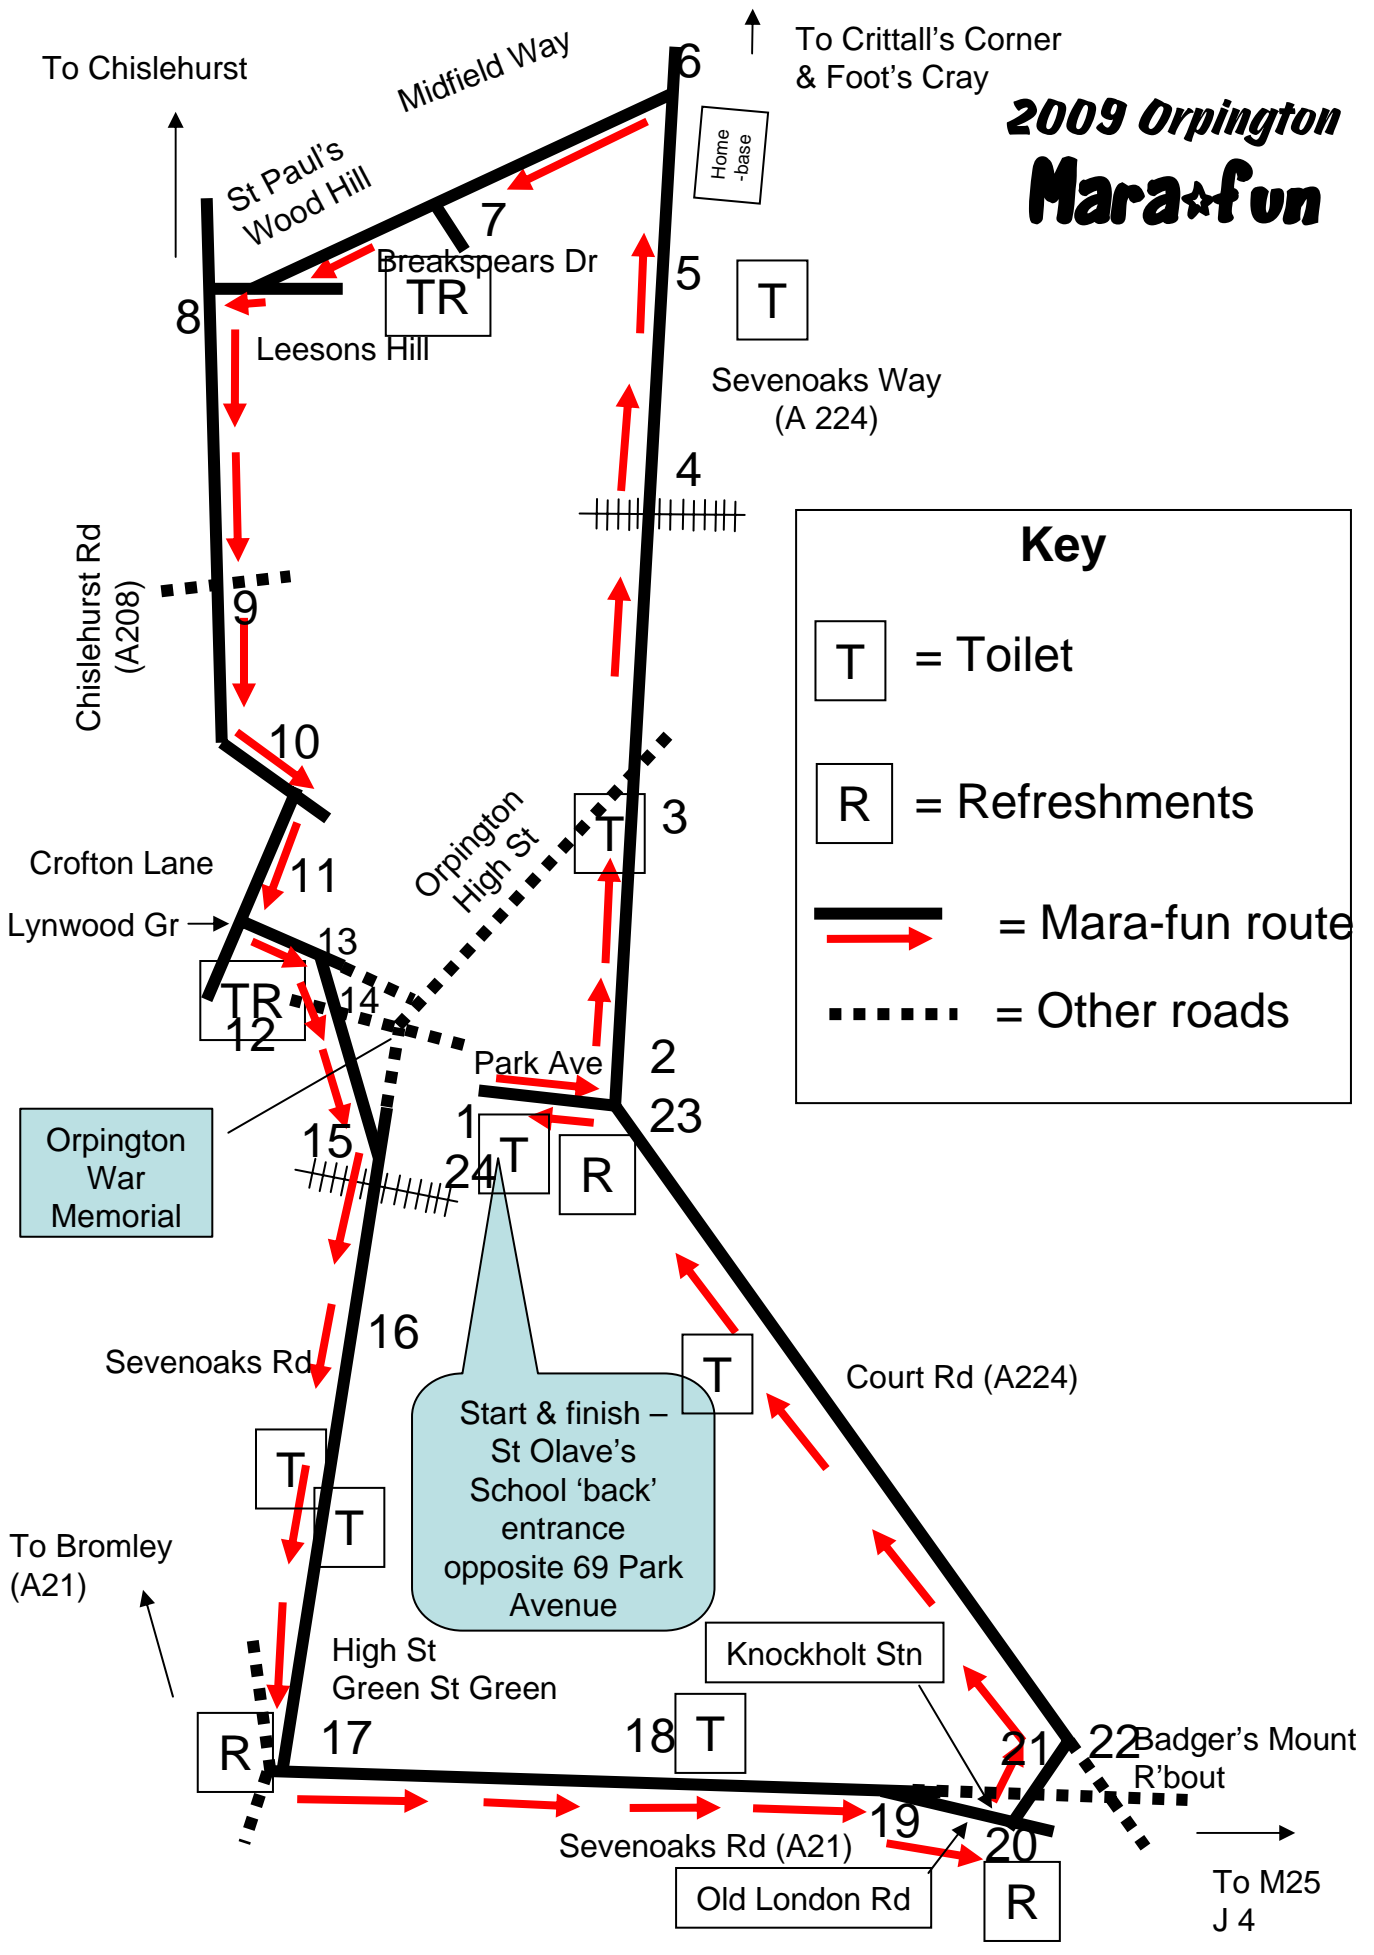 To Chislehurst
Midfield Way
6
To Crittall's Corner
& Foot's Cray
2009 Orpington
Mara☆fun
Home
-base
St Paul's
Wood Hill
7
Breakspears Dr
TR
5
T
8
Leesons Hill
Sevenoaks Way
(A 224)
4
Key
T = Toilet
R = Refreshments
= Mara-fun route
= Other roads
Chislehurst Rd
(A208)
9
10
Orpington
High St
T
3
Crofton Lane
11
Lynwood Gr
13
TR
14
12
Park Ave
2
1
23
Orpington
War
Memorial
15
24
T
R
16
Sevenoaks Rd
T
Court Rd (A224)
Start & finish –
St Olave's
School ‘back’
entrance
opposite 69 Park
Avenue
T
T
To Bromley
(A21)
High St
Green St Green
Knockholt Stn
R
17
18
T
21
22
Badger's Mount
R'bout
19
20
Sevenoaks Rd (A21)
Old London Rd
R
To M25
J 4